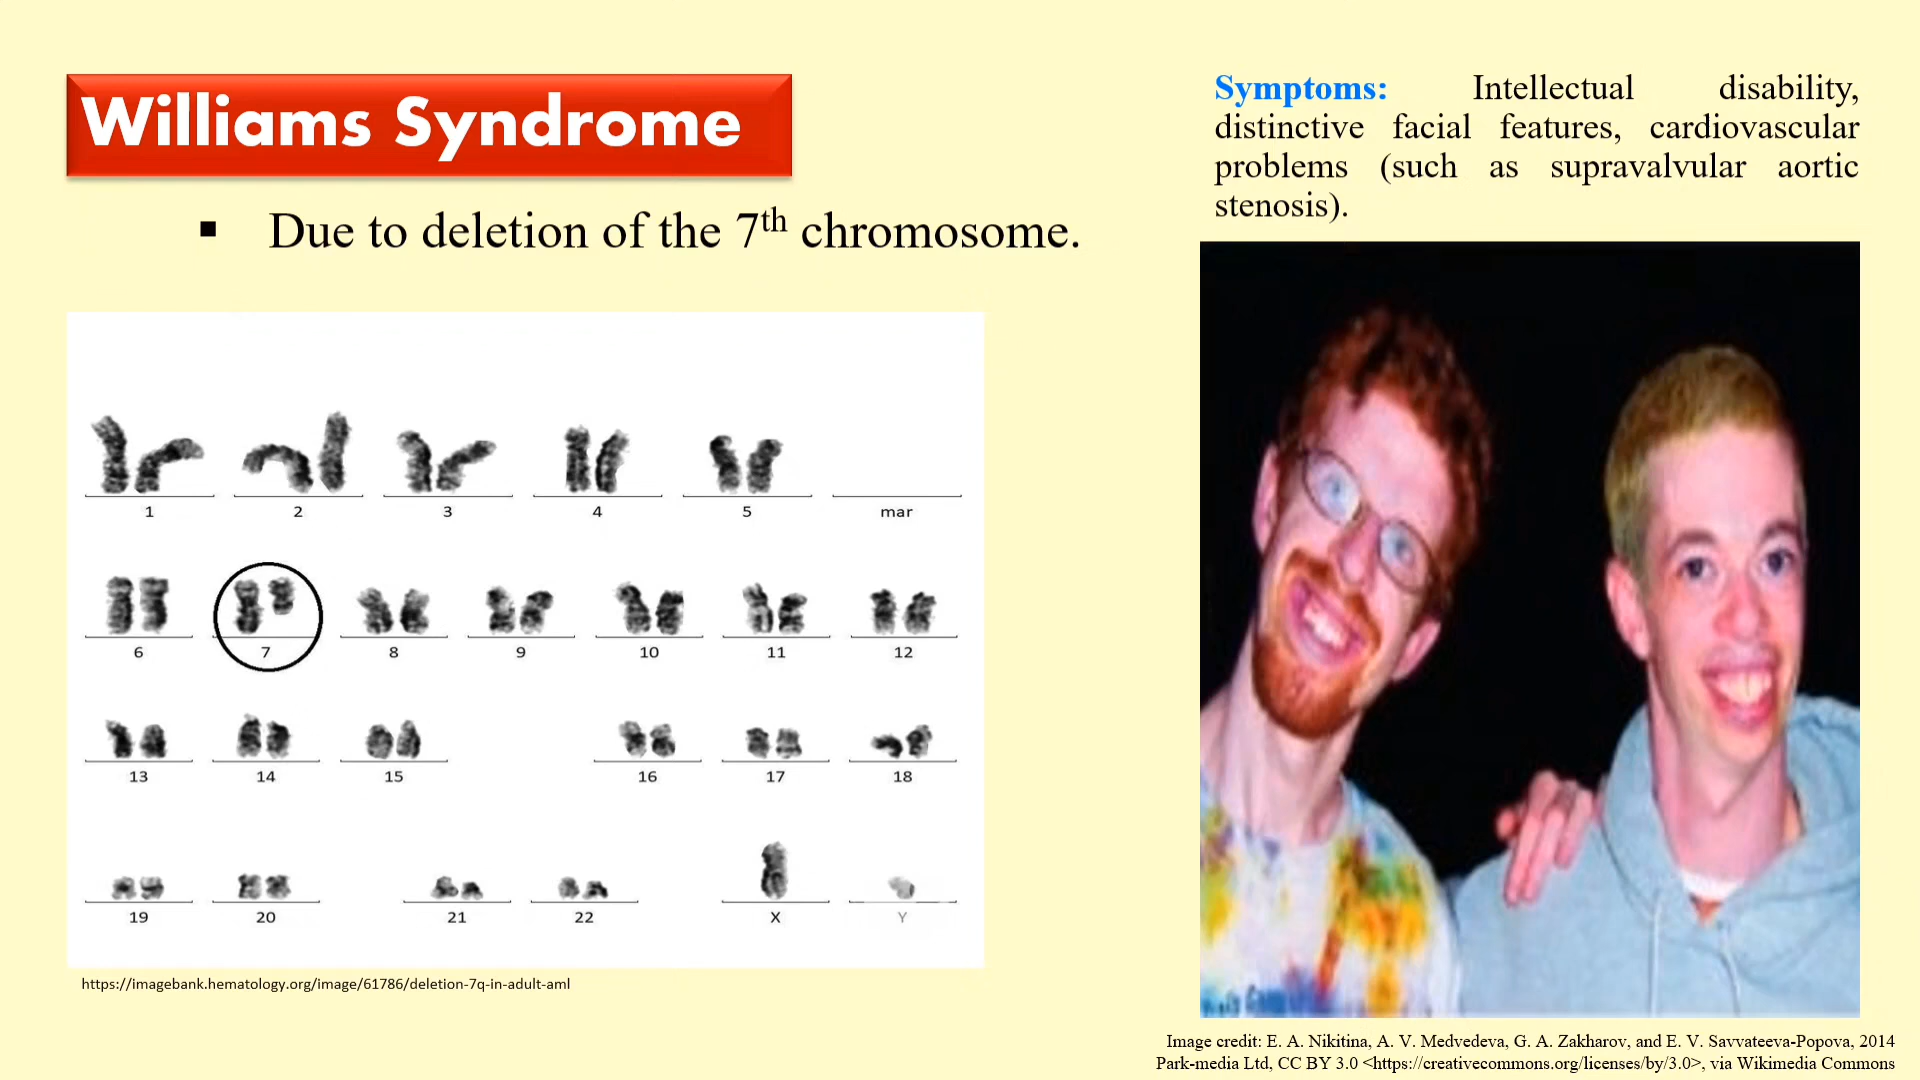 Williams Syndrome
▪ Due to deletion of the 7th chromosome.
Symptoms: Intellectual disability,
distinctive facial features, cardiovascular
problems (such as supravalvular aortic
stenosis).
1 2 3 4 5 mar
6 7 8 9 10 11 12
13 14 15 16 17 18
19 20 21 22 X Y
https://imagebank.hematology.org/image/61786/deletion-7q-in-adult-aml
Image credit: E. A. Nikitina, A. V. Medvedeva, G. A. Zakharov, and E. V. Savvateeva-Popova, 2014
Park-media Ltd, CC BY 3.0 <https://creativecommons.org/licenses/by/3.0>, via Wikimedia Commons